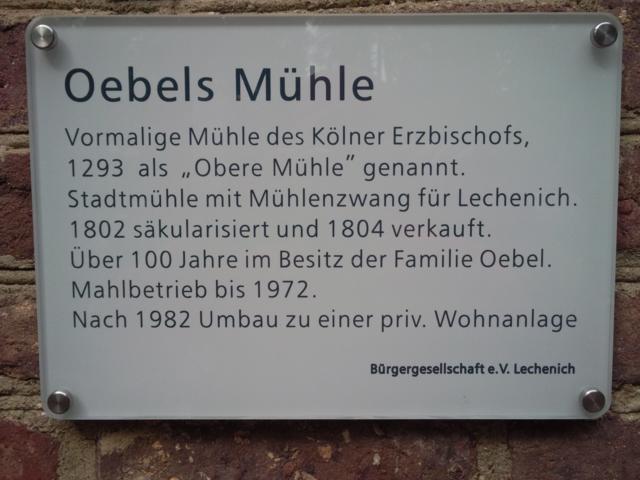 Oebels Mühle
Vormalige Mühle des Kölner Erzbischofs,
1293 als „Obere Mühle” genannt.
Stadtmühle mit Mühlenzwang für Lechenich.
1802 säkularisiert und 1804 verkauft.
Über 100 Jahre im Besitz der Familie Oebel.
Mahlbetrieb bis 1972.
Nach 1982 Umbau zu einer priv. Wohnanlage
Bürgergesellschaft e.V. Lechenich